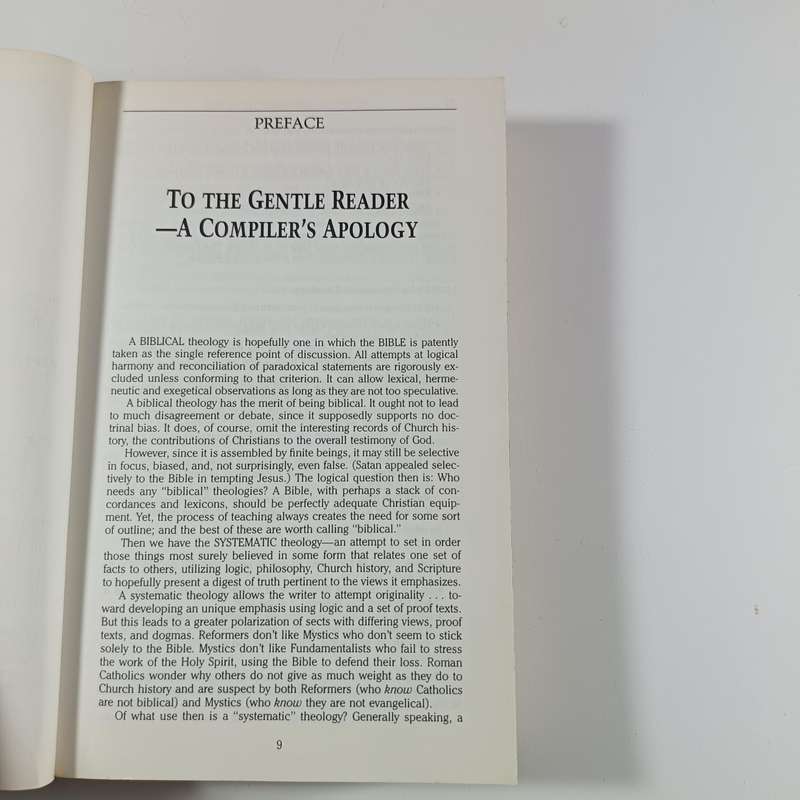 PREFACE
TO THE GENTLE READER
—A COMPILER'S APOLOGY
A BIBLICAL theology is hopefully one in which the BIBLE is patently
taken as the single reference point of discussion. All attempts at logical
harmony and reconciliation of paradoxical statements are rigorously ex-
cluded unless conforming to that criterion. It can allow lexical, herme-
neutic and exegetical observations as long as they are not too speculative.
A biblical theology has the merit of being biblical. It ought not to lead
to much disagreement or debate, since it supposedly supports no doc-
trinal bias. It does, of course, omit the interesting records of Church his-
tory, the contributions of Christians to the overall testimony of God.
However, since it is assembled by finite beings, it may still be selective
in focus, biased, and, not surprisingly, even false. (Satan appealed selec-
tively to the Bible in tempting Jesus.) The logical question then is: Who
needs any "biblical" theologies? A Bible, with perhaps a stack of con-
cordances and lexicons, should be perfectly adequate Christian equip-
ment. Yet, the process of teaching always creates the need for some sort
of outline; and the best of these are worth calling "biblical."
Then we have the SYSTEMATIC theology—an attempt to set in order
those things most surely believed in some form that relates one set of
facts to others, utilizing logic, philosophy, Church history, and Scripture
to hopefully present a digest of truth pertinent to the views it emphasizes.
A systematic theology allows the writer to attempt originality . . . to-
ward developing an unique emphasis using logic and a set of proof texts.
But this leads to a greater polarization of sects with differing views, proof
texts, and dogmas. Reformers don't like Mystics who don't seem to stick
solely to the Bible. Mystics don't like Fundamentalists who fail to stress
the work of the Holy Spirit, using the Bible to defend their loss. Roman
Catholics wonder why others do not give as much weight as they do to
Church history and are suspect by both Reformers (who know Catholics
are not biblical) and Mystics (who know they are not evangelical).
Of what use then is a "systematic" theology? Generally speaking, a
9